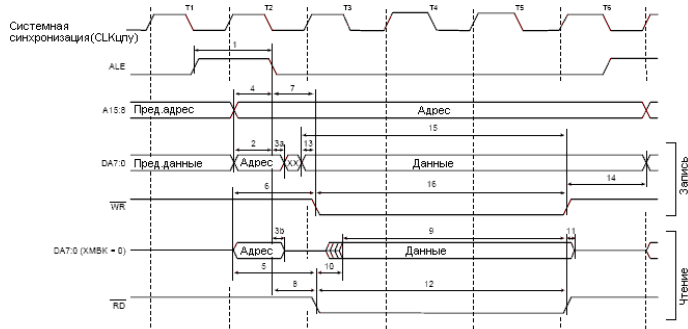 T1 T2 T3 T4 T5 T6
Системная
синхронизация(CLKцпу)
1
ALE
4 7
A15:8 Пред.адрес Адрес
15
2 3a 13
DA7:0 Пред.данные Адрес XX Данные
14
6 16
WR
Запись
3b 9 11
DA7:0 (XMBK = 0) Адрес Данные
5 10
8 12
RD
Чтение